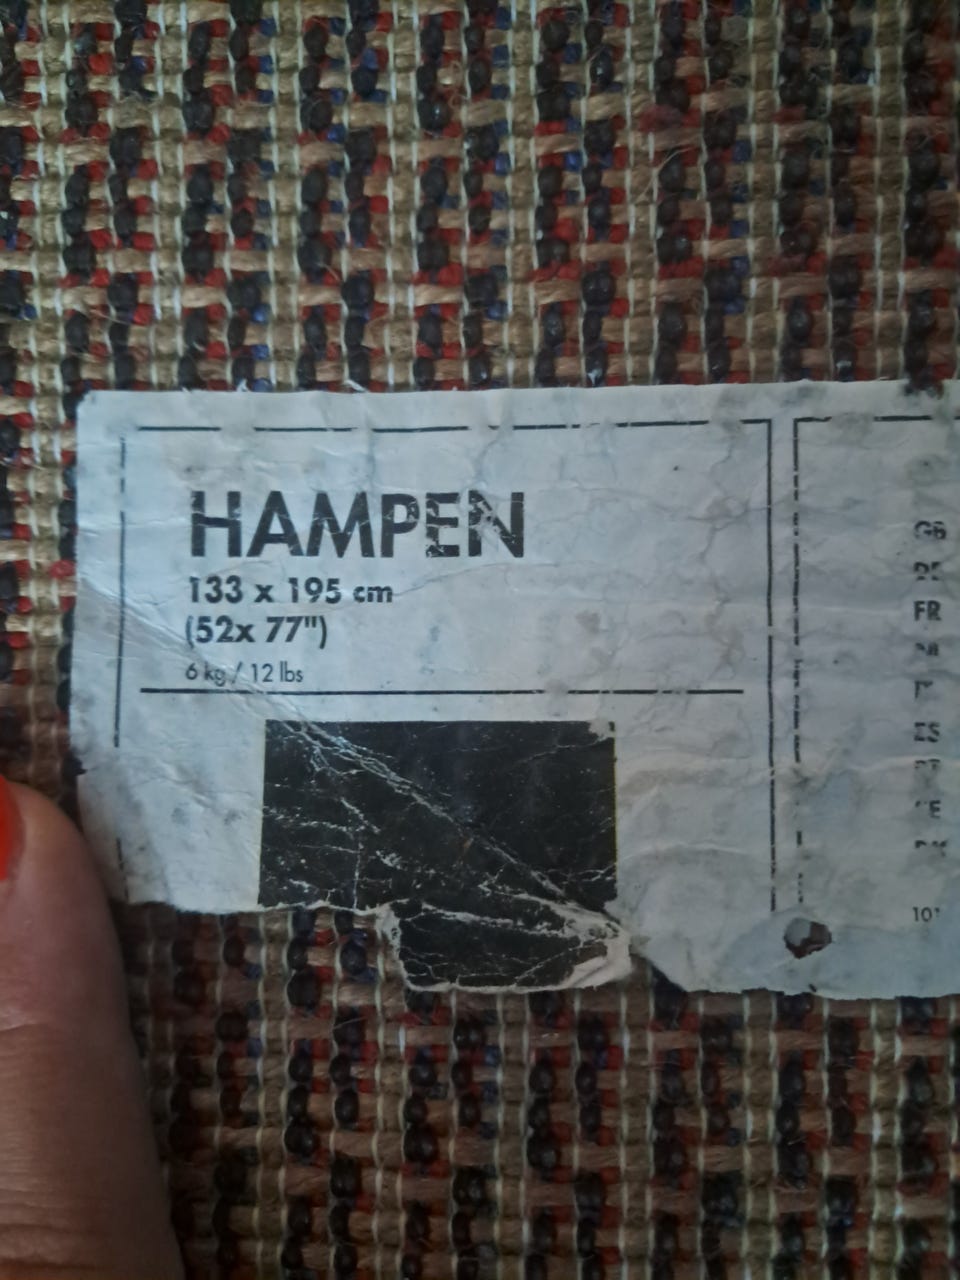 HAMPEN
133 x 195 cm
(52x 77")
6 kg / 12 lbs
GB
FR
ES